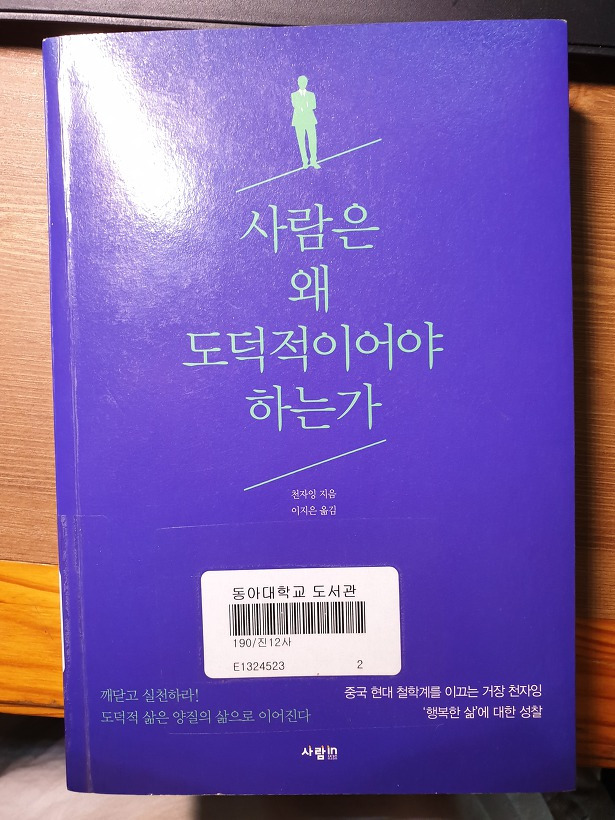 사람은
왜
도덕적이어야
하는가
천자잉 지음
이지은 옮김
동아대학교 도서관
190/진12사
E1324523 2
깨닫고 실천하라!
도덕적 삶은 양질의 삶으로 이어진다
중국 현대 철학계를 이끄는 거장 천자잉
'행복한 삶'에 대한 성찰
사람in